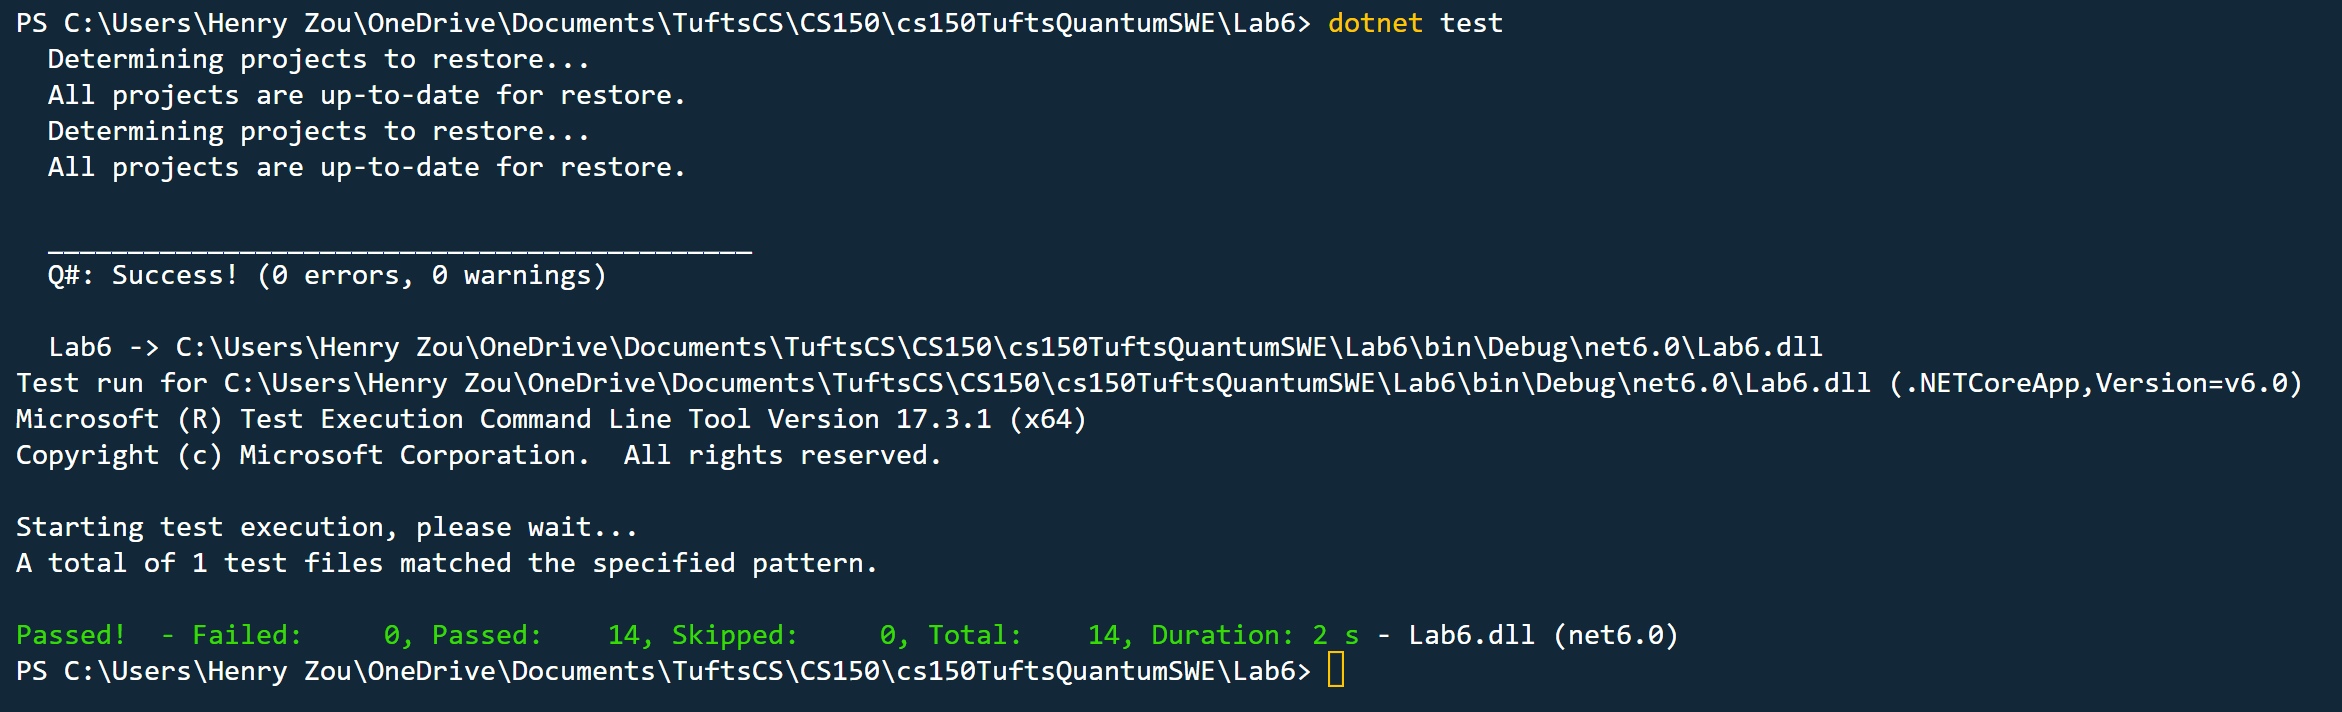 PS C:\Users\Henry Zou\OneDrive\Documents\TuftsCS\CS150\cs150TuftsQuantumSWE\Lab6> dotnet test
  Determining projects to restore...
  All projects are up-to-date for restore.
  Determining projects to restore...
  All projects are up-to-date for restore.
  ____________________________________________
  Q#: Success! (0 errors, 0 warnings)
  Lab6 -> C:\Users\Henry Zou\OneDrive\Documents\TuftsCS\CS150\cs150TuftsQuantumSWE\Lab6\bin\Debug\net6.0\Lab6.dll
Test run for C:\Users\Henry Zou\OneDrive\Documents\TuftsCS\CS150\cs150TuftsQuantumSWE\Lab6\bin\Debug\net6.0\Lab6.dll (.NETCoreApp,Version=v6.0)
Microsoft (R) Test Execution Command Line Tool Version 17.3.1 (x64)
Copyright (c) Microsoft Corporation.  All rights reserved.
Starting test execution, please wait...
A total of 1 test files matched the specified pattern.
Passed!  - Failed:     0, Passed:    14, Skipped:     0, Total:    14, Duration: 2 s - Lab6.dll (net6.0)
PS C:\Users\Henry Zou\OneDrive\Documents\TuftsCS\CS150\cs150TuftsQuantumSWE\Lab6>